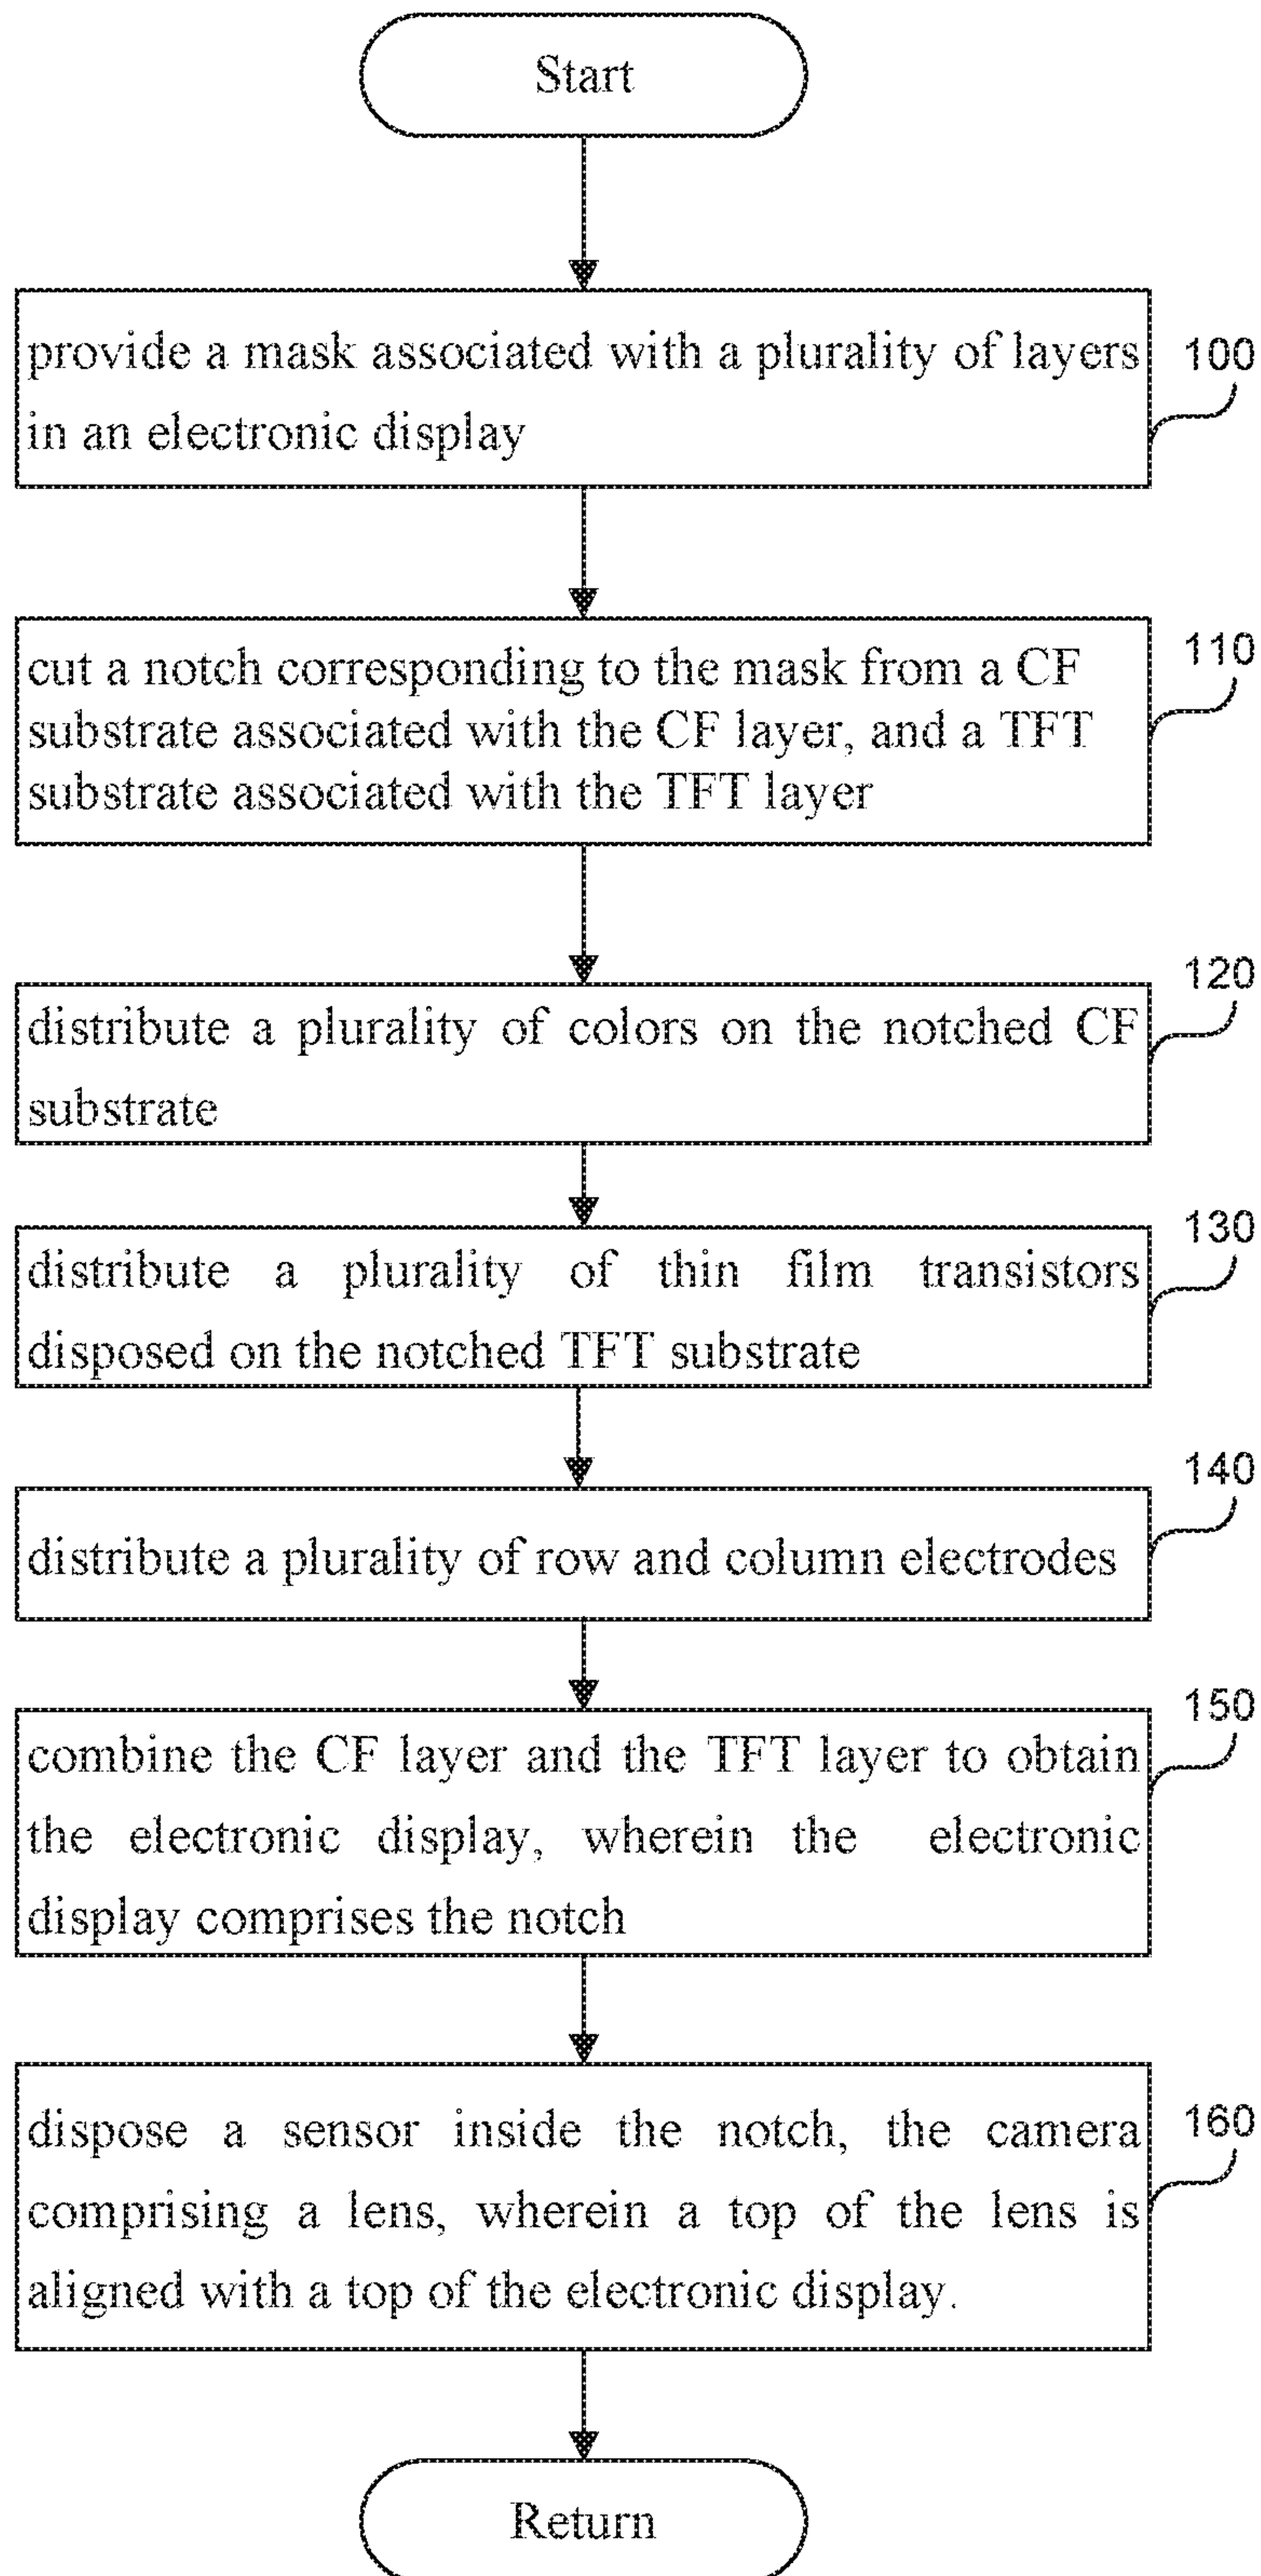 Start
provide a mask associated with a plurality of layers
in an electronic display
100
cut a notch corresponding to the mask from a CF
substrate associated with the CF layer, and a TFT
substrate associated with the TFT layer
110
distribute a plurality of colors on the notched CF
substrate
120
distribute a plurality of thin film transistors
disposed on the notched TFT substrate
130
distribute a plurality of row and column electrodes
140
combine the CF layer and the TFT layer to obtain
the electronic display, wherein the electronic
display comprises the notch
150
dispose a sensor inside the notch, the camera
comprising a lens, wherein a top of the lens is
aligned with a top of the electronic display.
160
Return